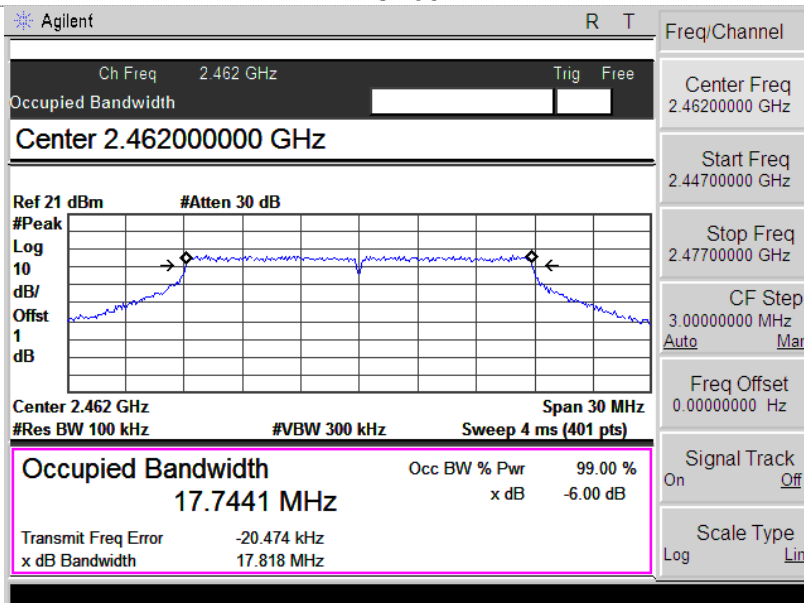 Agilent R T
Ch Freq 2.462 GHz Trig Free
Occupied Bandwidth
Center 2.462000000 GHz
Ref 21 dBm #Atten 30 dB
#Peak
Log
10
dB/
Offst
1
dB
Center 2.462 GHz Span 30 MHz
#Res BW 100 kHz #VBW 300 kHz Sweep 4 ms (401 pts)
Occupied Bandwidth Occ BW % Pwr 99.00 %
17.7441 MHz x dB -6.00 dB
Transmit Freq Error -20.474 kHz
x dB Bandwidth 17.818 MHz
Freq/Channel
Center Freq
2.46200000 GHz
Start Freq
2.44700000 GHz
Stop Freq
2.47700000 GHz
CF Step
3.00000000 MHz
Auto Man
Freq Offset
0.00000000 Hz
Signal Track
On Off
Scale Type
Log Lin